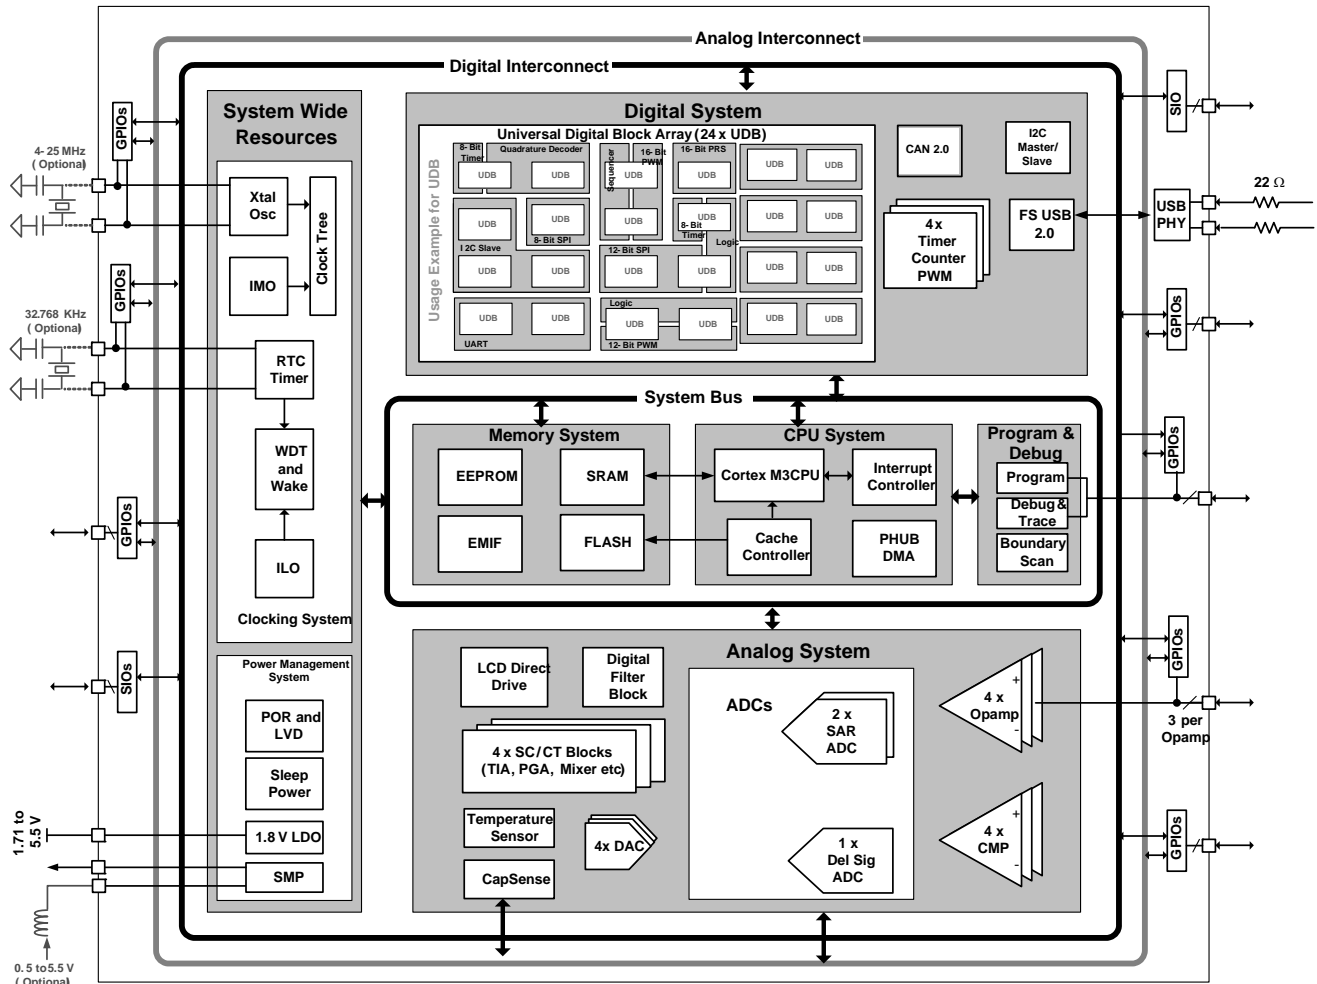 Analog Interconnect
Digital Interconnect
System Wide
Resources
Xtal
Osc
IMO
Clock Tree
RTC
Timer
WDT
and
Wake
ILO
Clocking System
Power Management
System
POR and
LVD
Sleep
Power
1.8 V LDO
SMP
4- 25 MHz
( Optional)
GPIOs
32.768 KHz
( Optional)
GPIOs
GPIOs
SIOs
1.71 to
5.5 V
0. 5 to5.5 V
( Optional)
Digital System
Universal Digital Block Array (24 x UDB)
Usage Example for UDB
8- Bit
Timer
Quadrature Decoder
Sequencer
16- Bit
PWM
16- Bit PRS
UDB
UDB
UDB
UDB
UDB
UDB
UDB
UDB
UDB
UDB
UDB
UDB
I2C Slave
8- Bit SPI
12- Bit SPI
8- Bit
Timer
Logic
UDB
UDB
UDB
UDB
UDB
UDB
UDB
UDB
UDB
UDB
UDB
UDB
Logic
UART
12- Bit PWM
CAN 2.0
I2C
Master/
Slave
4 x
Timer
Counter
PWM
FS USB
2.0
System Bus
Memory System
EEPROM
SRAM
EMIF
FLASH
CPU System
Cortex M3CPU
Interrupt
Controller
Cache
Controller
PHUB
DMA
Program &
Debug
Program
Debug &
Trace
Boundary
Scan
Analog System
LCD Direct
Drive
Digital
Filter
Block
4 x SC/CT Blocks
(TIA, PGA, Mixer etc)
Temperature
Sensor
4x DAC
CapSense
ADCs
2 x
SAR
ADC
1 x
Del Sig
ADC
+
4 x
Opamp
-
+
4 x
CMP
-
SIO
22 Ω
USB
PHY
GPIOs
GPIOs
GPIOs
3 per
Opamp
GPIOs